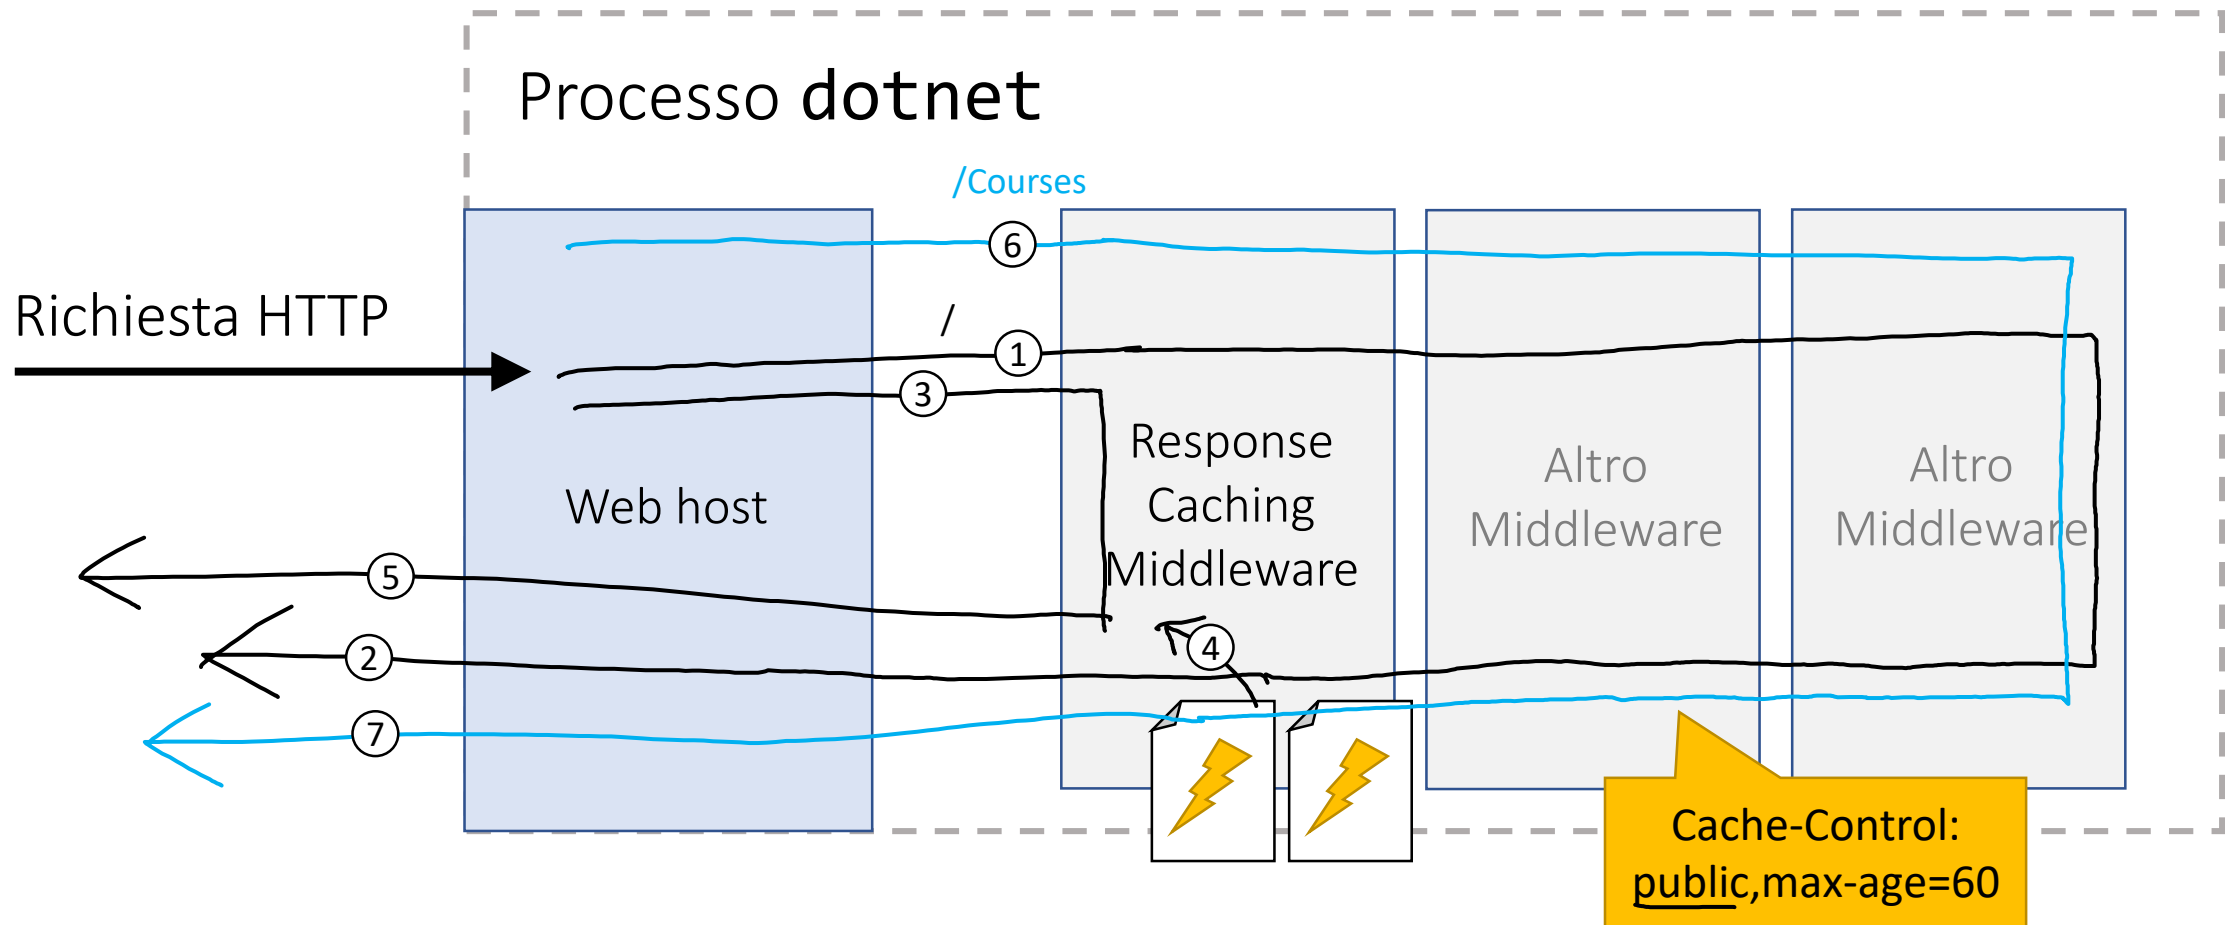 Processo dotnet
/Courses
6
Richiesta HTTP
/
1
3
Response
Caching
Middleware
Altro
Middleware
Altro
Middleware
Web host
5
4
2
7
Cache-Control:
public,max-age=60